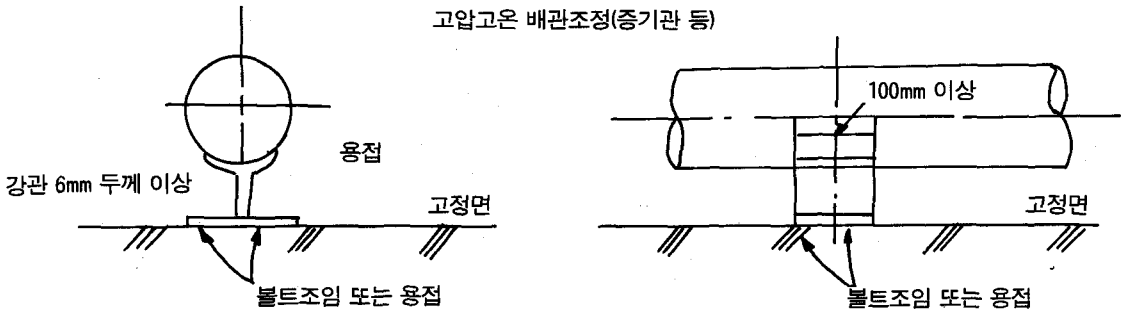 고압고온 배관조정(증기관 등)
100mm 이상
용접
강관 6mm 두께 이상
고정면
고정면
볼트조임 또는 용접
볼트조임 또는 용접